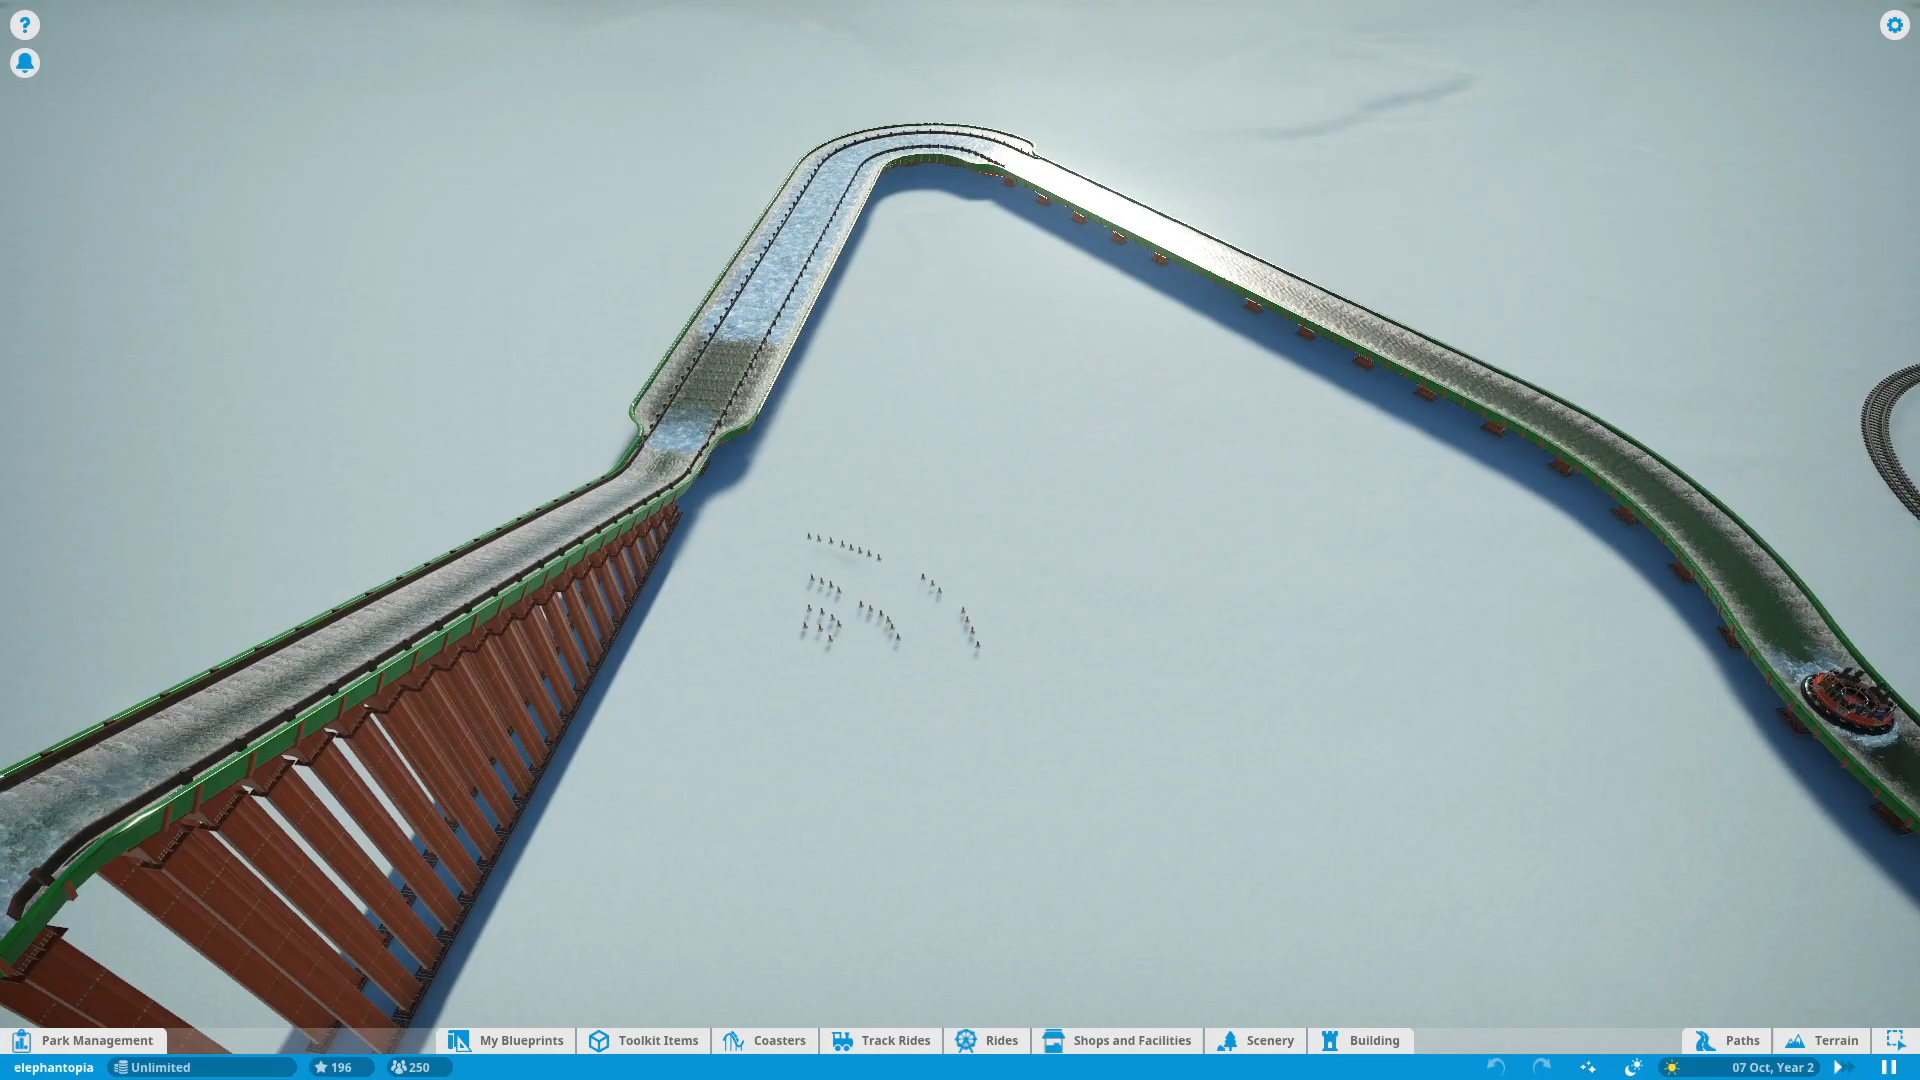 ?
Park Management
My Blueprints
Toolkit Items
Coasters
Track Rides
Rides
Shops and Facilities
Scenery
Building
Paths
Terrain
elephantopia
Unlimited
196
250
07 Oct, Year 2